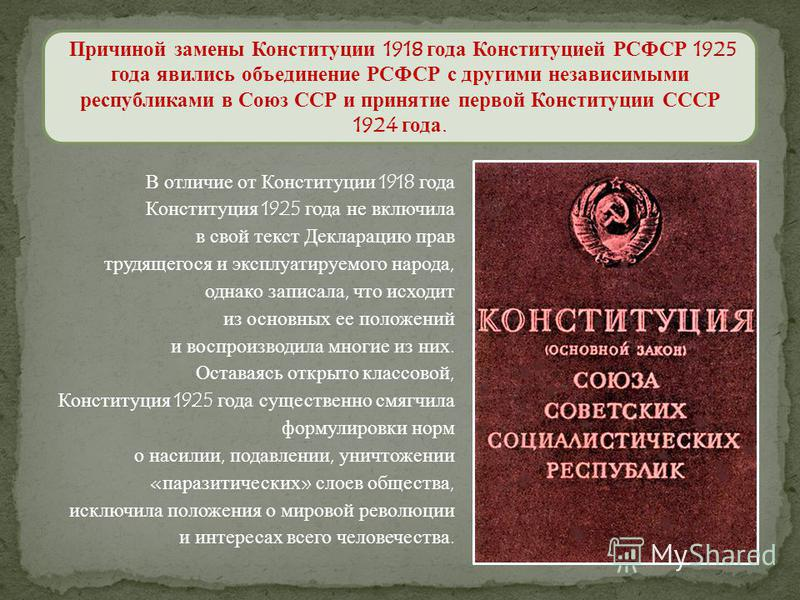 Причиной замены Конституции 1918 года Конституцией РСФСР 1925
года явились объединение РСФСР с другими независимыми
республиками в Союз ССР и принятие первой Конституции СССР
1924 года.
В отличие от Конституции 1918 года
Конституция 1925 года не включила
в свой текст Декларацию прав
трудящегося и эксплуатируемого народа,
однако записала, что исходит
из основных ее положений
и воспроизводила многие из них.
Оставаясь открыто классовой,
Конституция 1925 года существенно смягчила
формулировки норм
о насилии, подавлении, уничтожении
«паразитических» слоев общества,
исключила положения о мировой революции
и интересах всего человечества.
КОНСТИТУЦИЯ
(ОСНОВНОЙ ЗАКОН)
СОЮЗА
СОВЕТСКИХ
СОЦИАЛИСТИЧЕСКИХ
РЕСПУБЛИК
MyShared